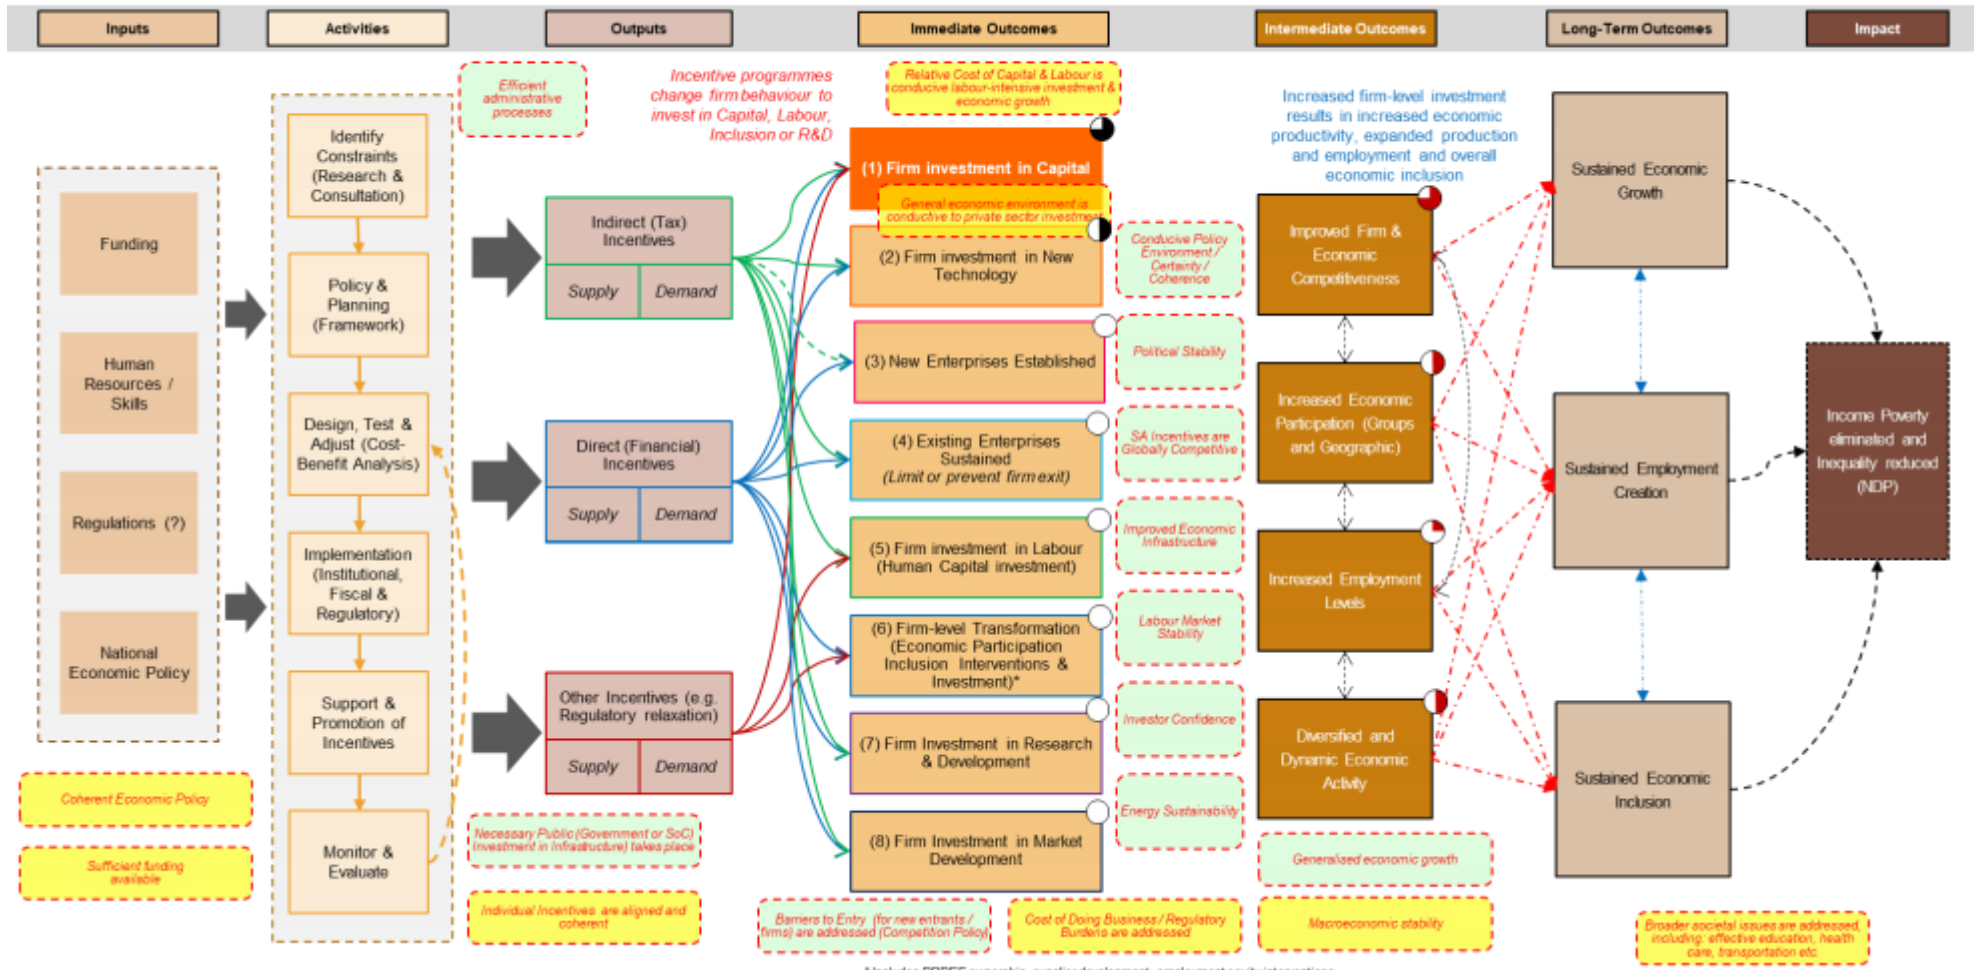 Inputs
Activities
Outputs
Immediate Outcomes
Intermediate Outcomes
Long-Term Outcomes
Impact
Funding
Human
Resources /
Skills
Regulations (?)
National
Economic Policy
Coherent Economic Policy
Sufficient funding
available
Identify
Constraints
(Research &
Consultation)
Policy &
Planning
(Framework)
Design, Test &
Adjust (Cost-
Benefit Analysis)
Implementation
(Institutional,
Fiscal &
Regulatory)
Support &
Promotion of
Incentives
Monitor &
Evaluate
Efficient
administrative
processes
Incentive programmes
change firm behaviour to
invest in Capital, Labour,
Inclusion or R&D
Indirect (Tax)
Incentives
Supply
Demand
Direct (Financial)
Incentives
Supply
Demand
Other Incentives (e.g.
Regulatory relaxation)
Supply
Demand
Necessary Public (Government or SoC)
Investment in Infrastructure) takes place
Individual Incentives are aligned and
coherent
Relative Cost of Capital & Labour is
conducive labour-intensive investment &
economic growth
(1) Firm investment in Capital
General economic environment is
conductive to private sector investment
(2) Firm investment in New
Technology
(3) New Enterprises Established
(4) Existing Enterprises
Sustained
(Limit or prevent firm exit)
(5) Firm investment in Labour
(Human Capital investment)
(6) Firm-level Transformation
(Economic Participation
Inclusion Interventions &
Investment)*
(7) Firm Investment in Research
& Development
(8) Firm Investment in Market
Development
Barriers to Entry (for new entrants /
firms) are addressed (Competition Policy)
Cost of Doing Business / Regulatory
Burdens are addressed
Conducive Policy
Environment /
Certainty /
Coherence
Political Stability
SA Incentives are
Globally Competitive
Improved Economic
Infrastructure
Labour Market
Stability
Investor Confidence
Energy Sustainability
Increased firm-level investment
results in increased economic
productivity, expanded production
and employment and overall
economic inclusion
Improved Firm &
Economic
Competitiveness
Increased Economic
Participation (Groups
and Geographic)
Increased Employment
Levels
Diversified and
Dynamic Economic
Activity
Generalised economic growth
Macroeconomic stability
Sustained Economic
Growth
Sustained Employment
Creation
Sustained Economic
Inclusion
Income Poverty
eliminated and
Inequality reduced
(NDP)
Broader societal issues are addressed,
including: effective education, health
care, transportation etc.